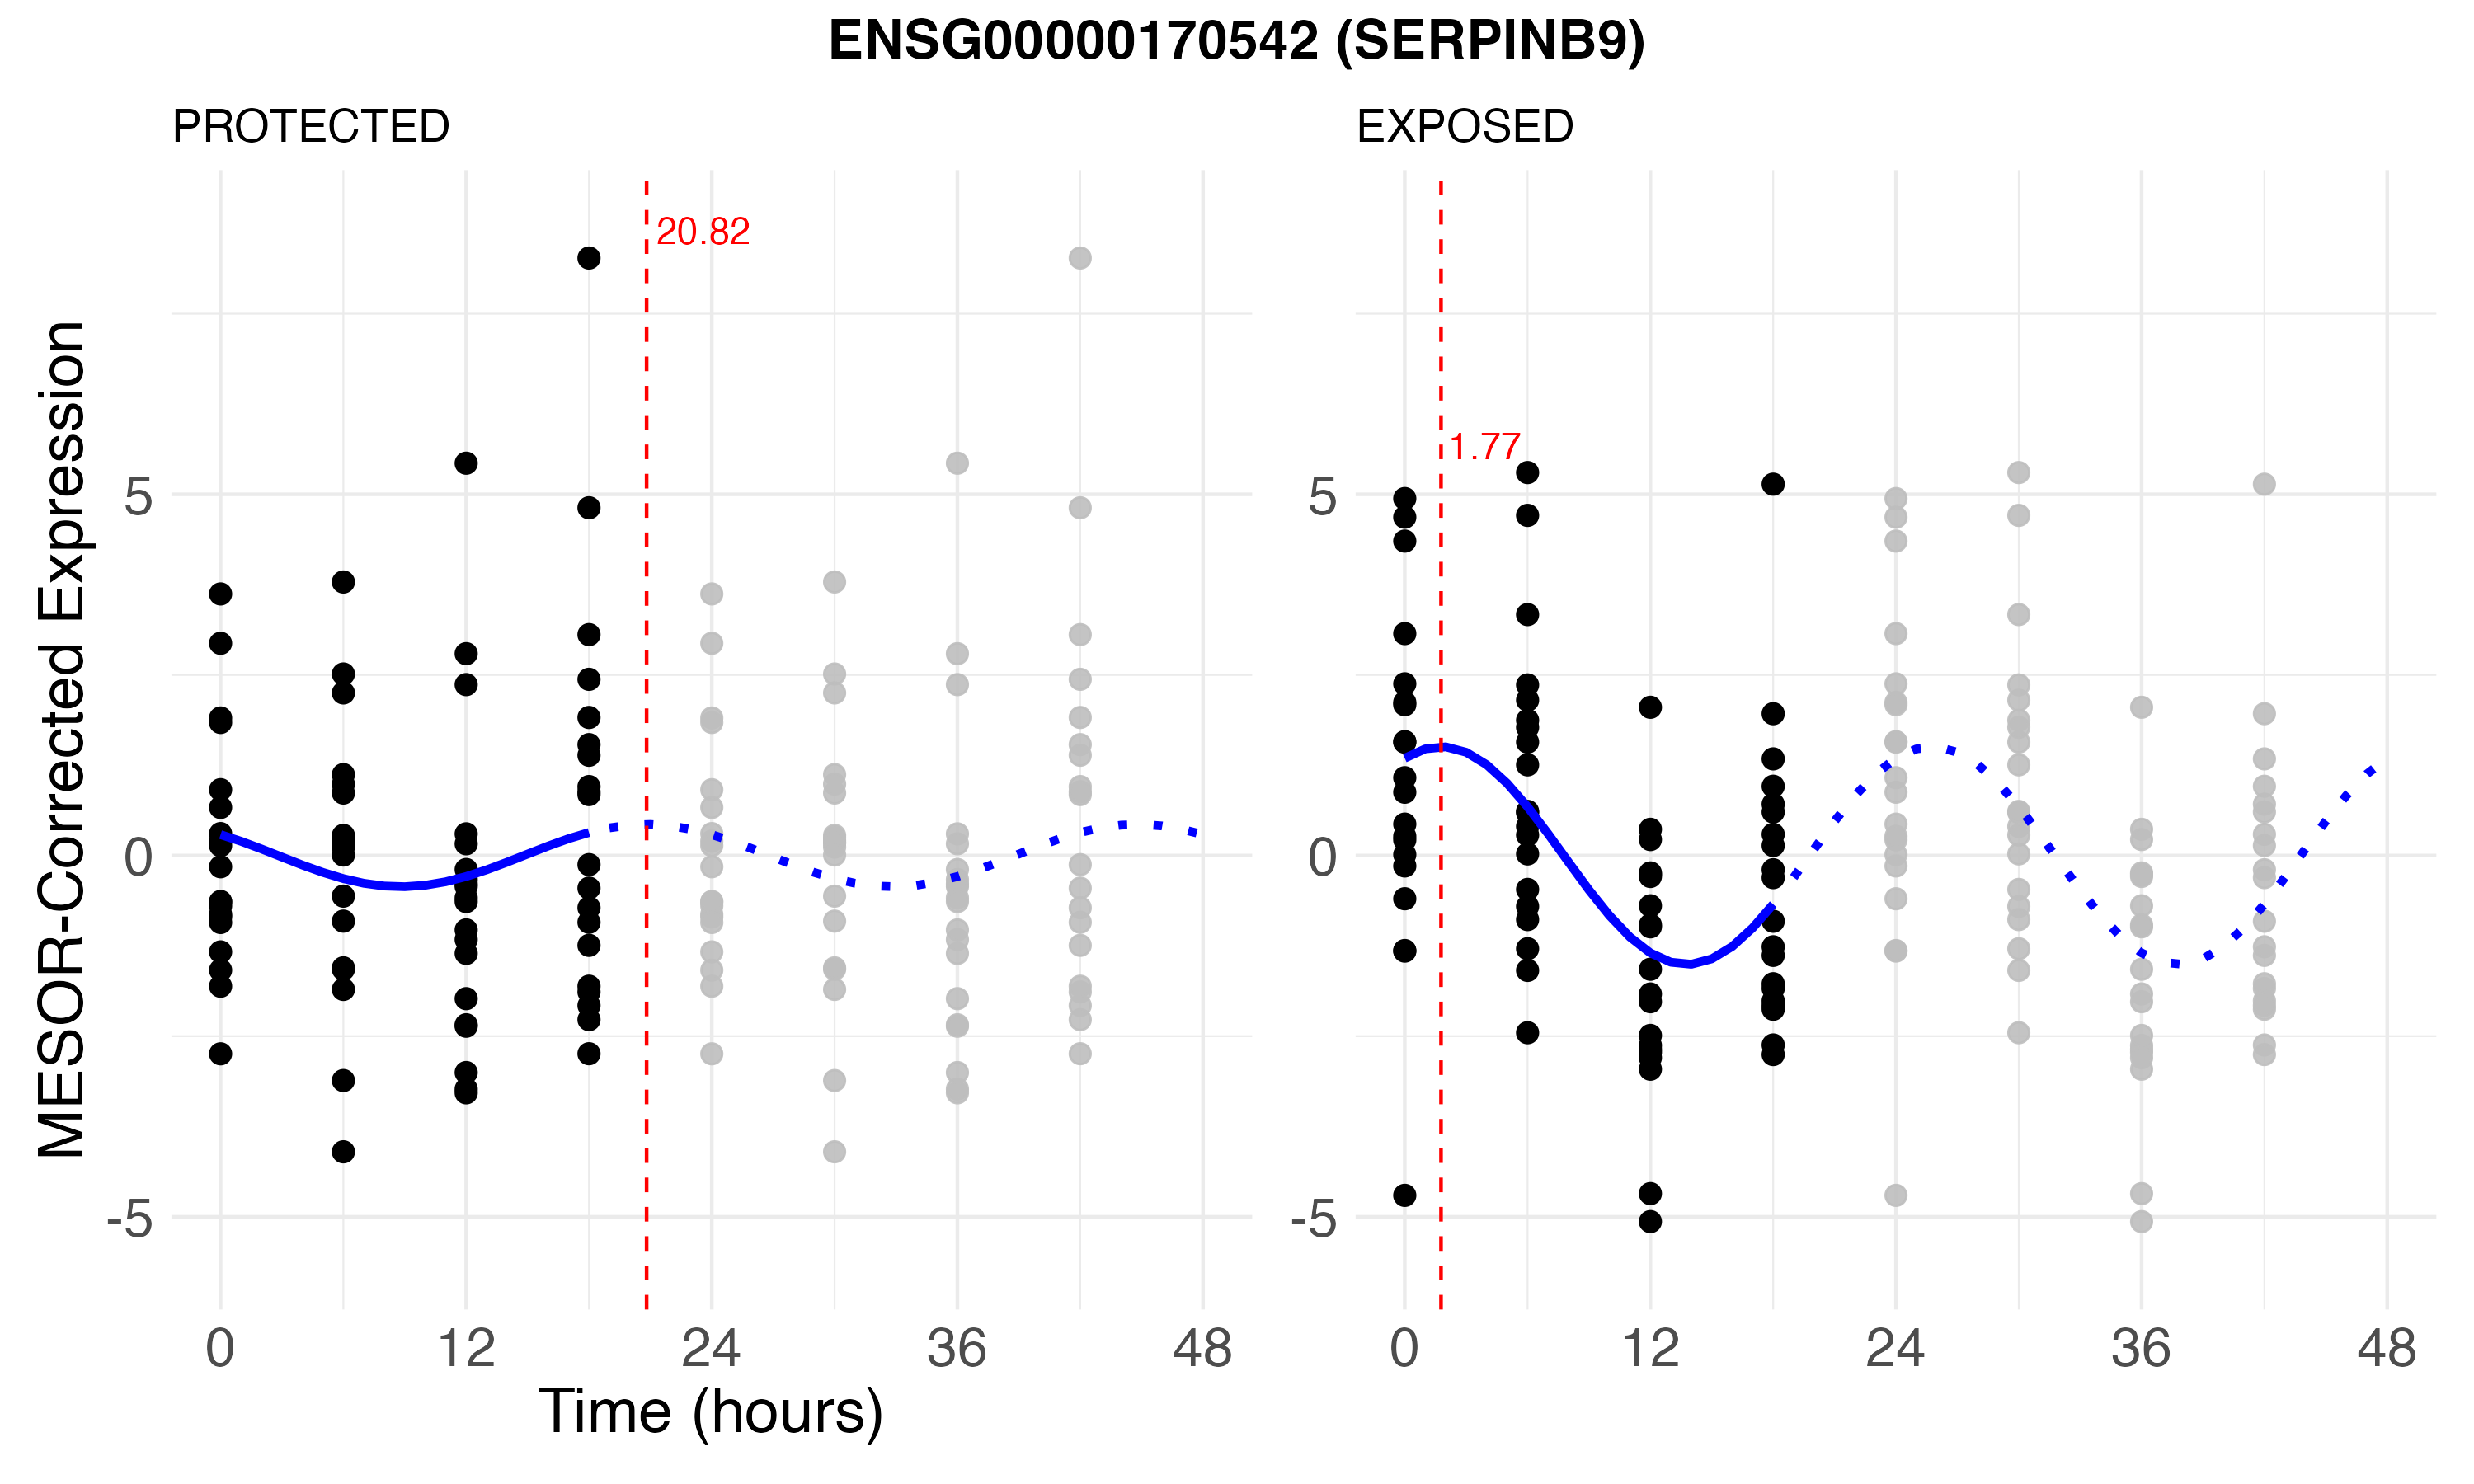 ENSG00000170542 (SERPINB9)
PROTECTED
EXPOSED
MESOR-Corrected Expression
5
0
-5
20.82
0 12 24 36 48
5
0
-5
1.77
0 12 24 36 48
Time (hours)